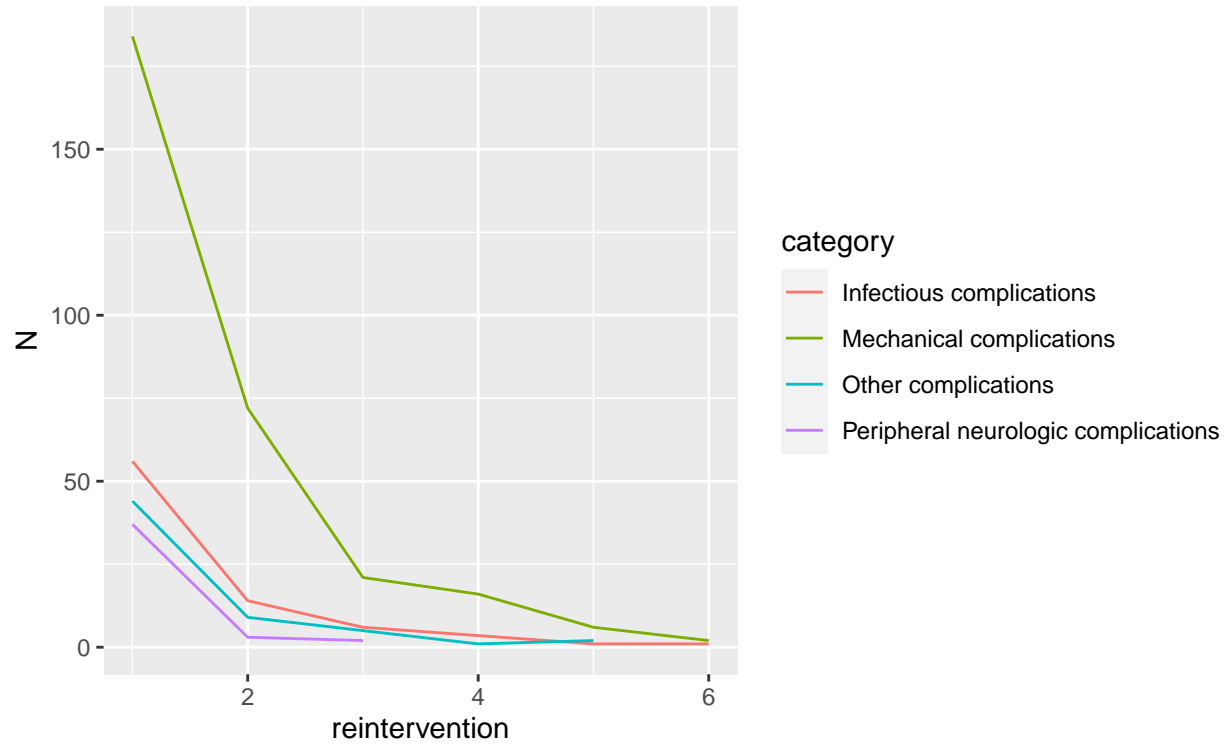 150
100
50
0
N
2
4
6
reintervention
category
Infectious complications
Mechanical complications
Other complications
Peripheral neurologic complications